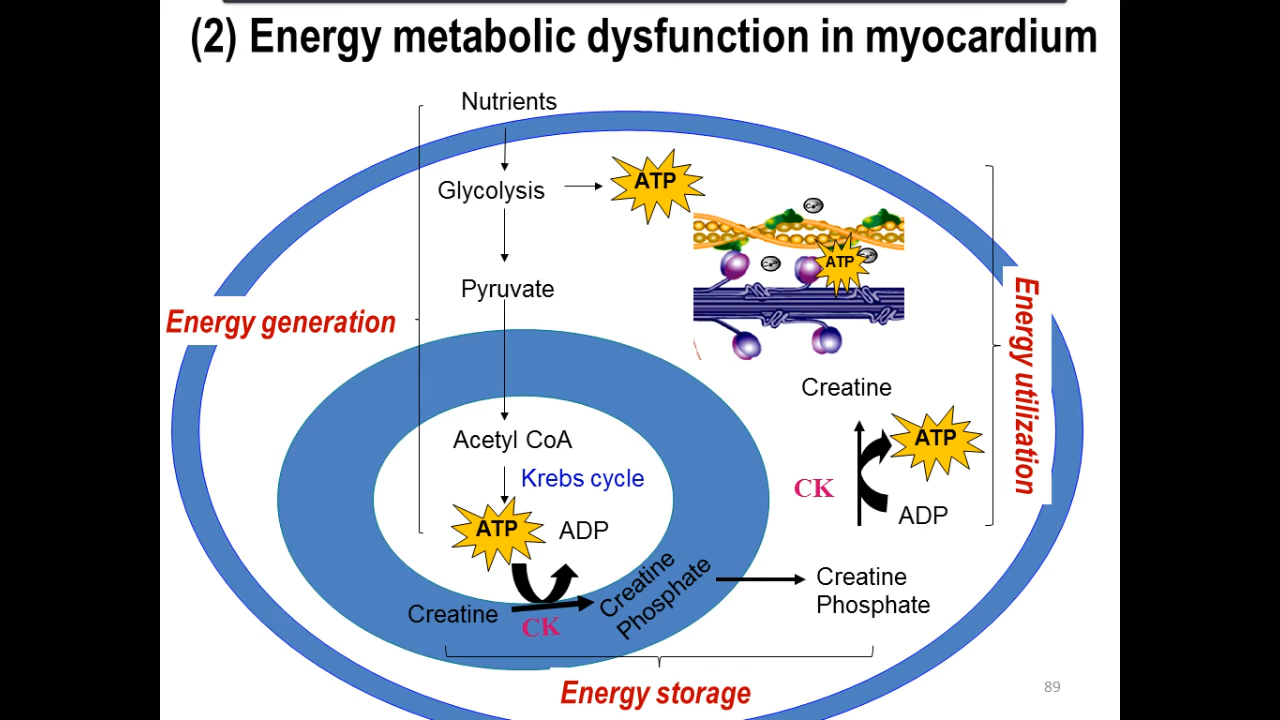 (2) Energy metabolic dysfunction in myocardium
Nutrients
Glycolysis
ATP
Ca²⁺
ATP
Pyruvate
Energy generation
Energy utilization
Creatine
Acetyl CoA
Krebs cycle
ATP
CK
ATP
ADP
ADP
Creatine
CK
Creatine
Phosphate
Creatine
Phosphate
Energy storage
89